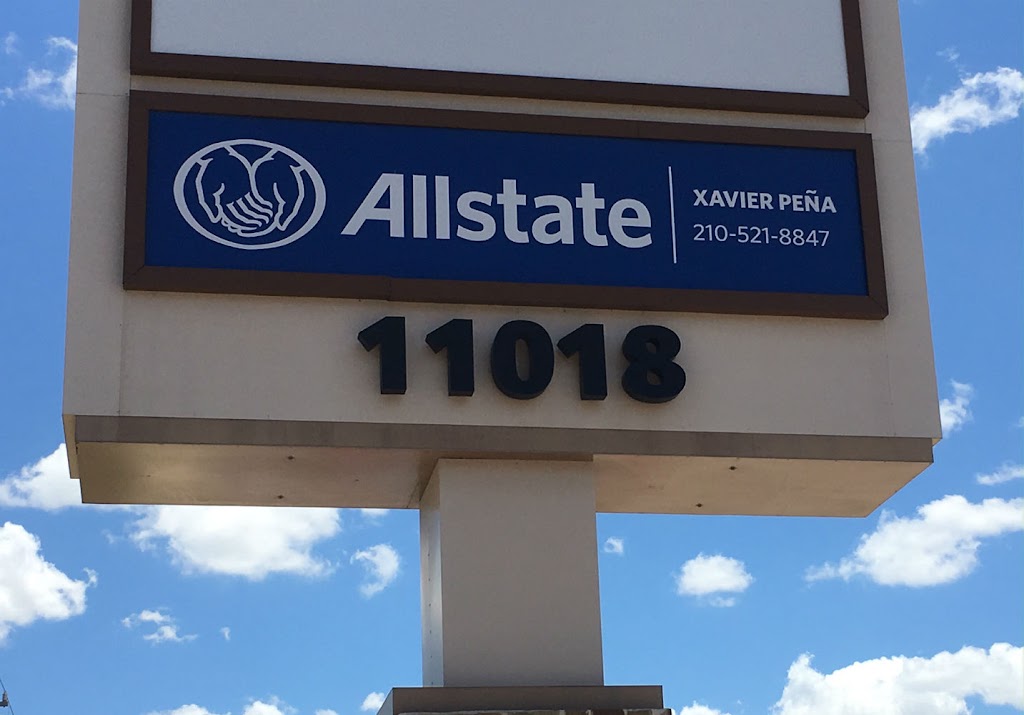 Allstate
XAVIER PEÑA
210-521-8847
11018